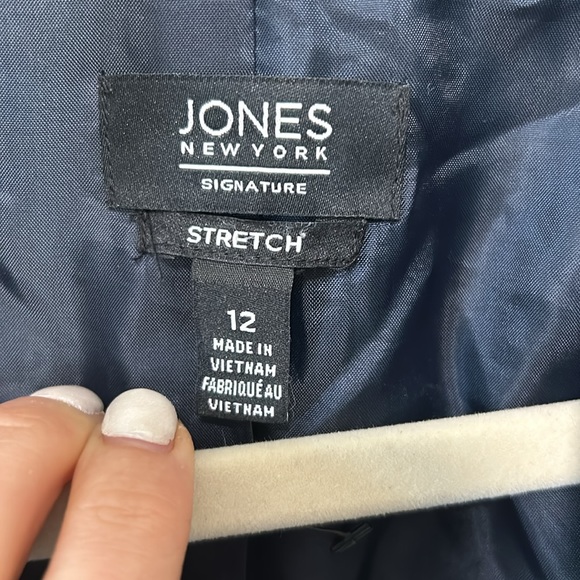 JONES
NEW YORK
SIGNATURE
STRETCH
12
MADE IN
VIETNAM
FABRIQUÉ AU
VIETNAM